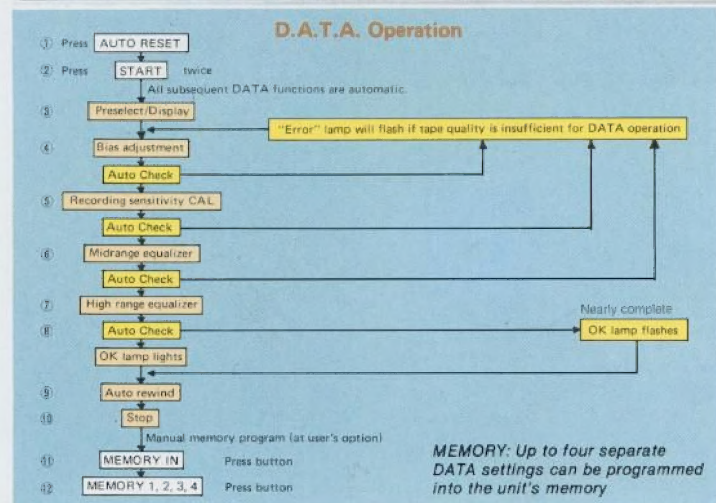 D.A.T.A. Operation
① Press AUTO RESET
② Press START twice
All subsequent DATA functions are automatic.
③ Preselect/Display
"Error" lamp will flash if tape quality is insufficient for DATA operation
④ Bias adjustment
Auto Check
⑤ Recording sensitivity CAL
Auto Check
⑥ Midrange equalizer
Auto Check
⑦ High range equalizer
Nearly complete
⑧ Auto Check
OK lamp flashes
OK lamp lights
⑨ Auto rewind
⑩ Stop
Manual memory program (at user's option)
⑪ MEMORY IN Press button
⑫ MEMORY 1, 2, 3, 4 Press button
MEMORY: Up to four separate
DATA settings can be programmed
into the unit's memory